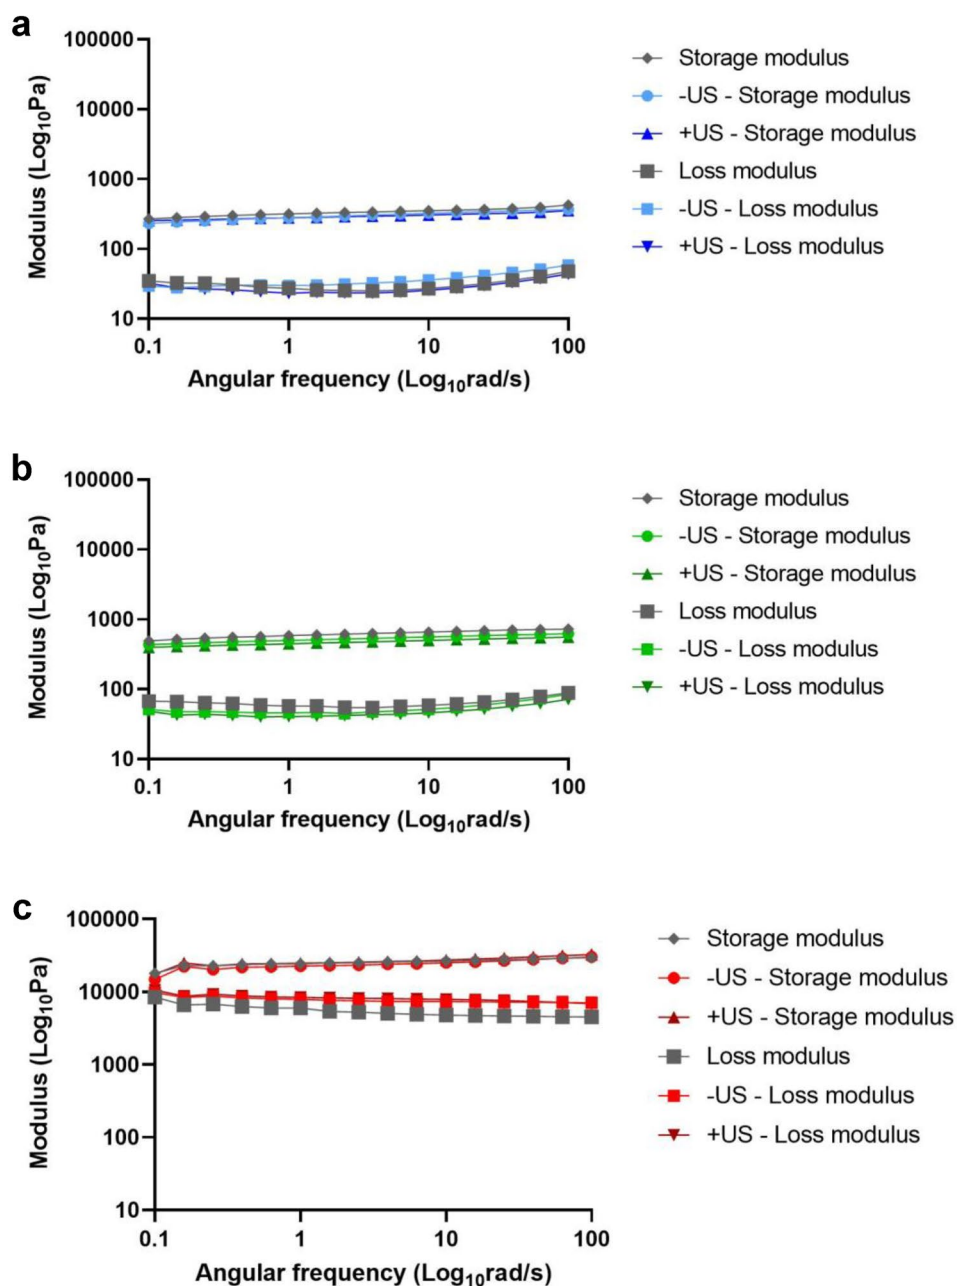 a
100000
10000
1000
100
10
Modulus (Log₁₀Pa)
0.1 1 10 100
Angular frequency (Log₁₀rad/s)
Storage modulus
-US - Storage modulus
+US - Storage modulus
Loss modulus
-US - Loss modulus
+US - Loss modulus
b
100000
10000
1000
100
10
Modulus (Log₁₀Pa)
0.1 1 10 100
Angular frequency (Log₁₀rad/s)
Storage modulus
-US - Storage modulus
+US - Storage modulus
Loss modulus
-US - Loss modulus
+US - Loss modulus
c
100000
10000
1000
100
10
Modulus (Log₁₀Pa)
0.1 1 10 100
Angular frequency (Log₁₀rad/s)
Storage modulus
-US - Storage modulus
+US - Storage modulus
Loss modulus
-US - Loss modulus
+US - Loss modulus